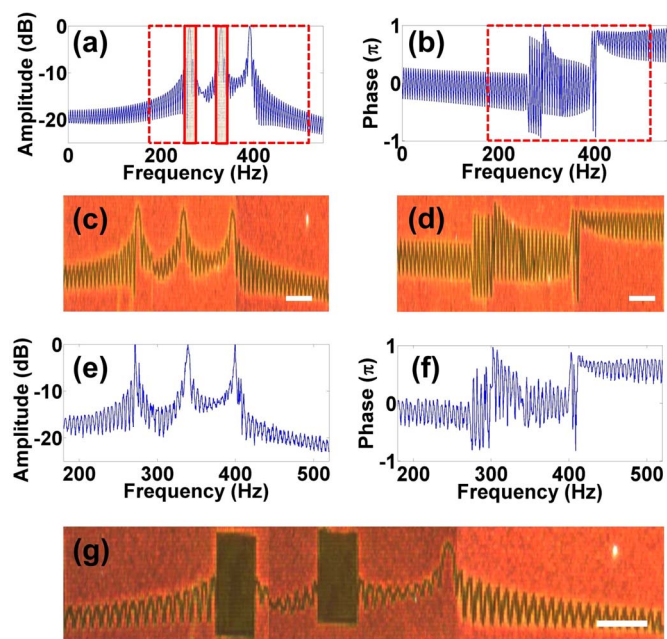 (a)
Amplitude (dB)
0
-10
-20
0
200
400
Frequency (Hz)
(b)
Phase (π)
1
0
-1
0
200
400
Frequency (Hz)
(c)
(d)
(e)
Amplitude (dB)
0
-10
-20
200
300
400
500
Frequency (Hz)
(f)
Phase (π)
1
0
-1
200
300
400
500
Frequency (Hz)
(g)